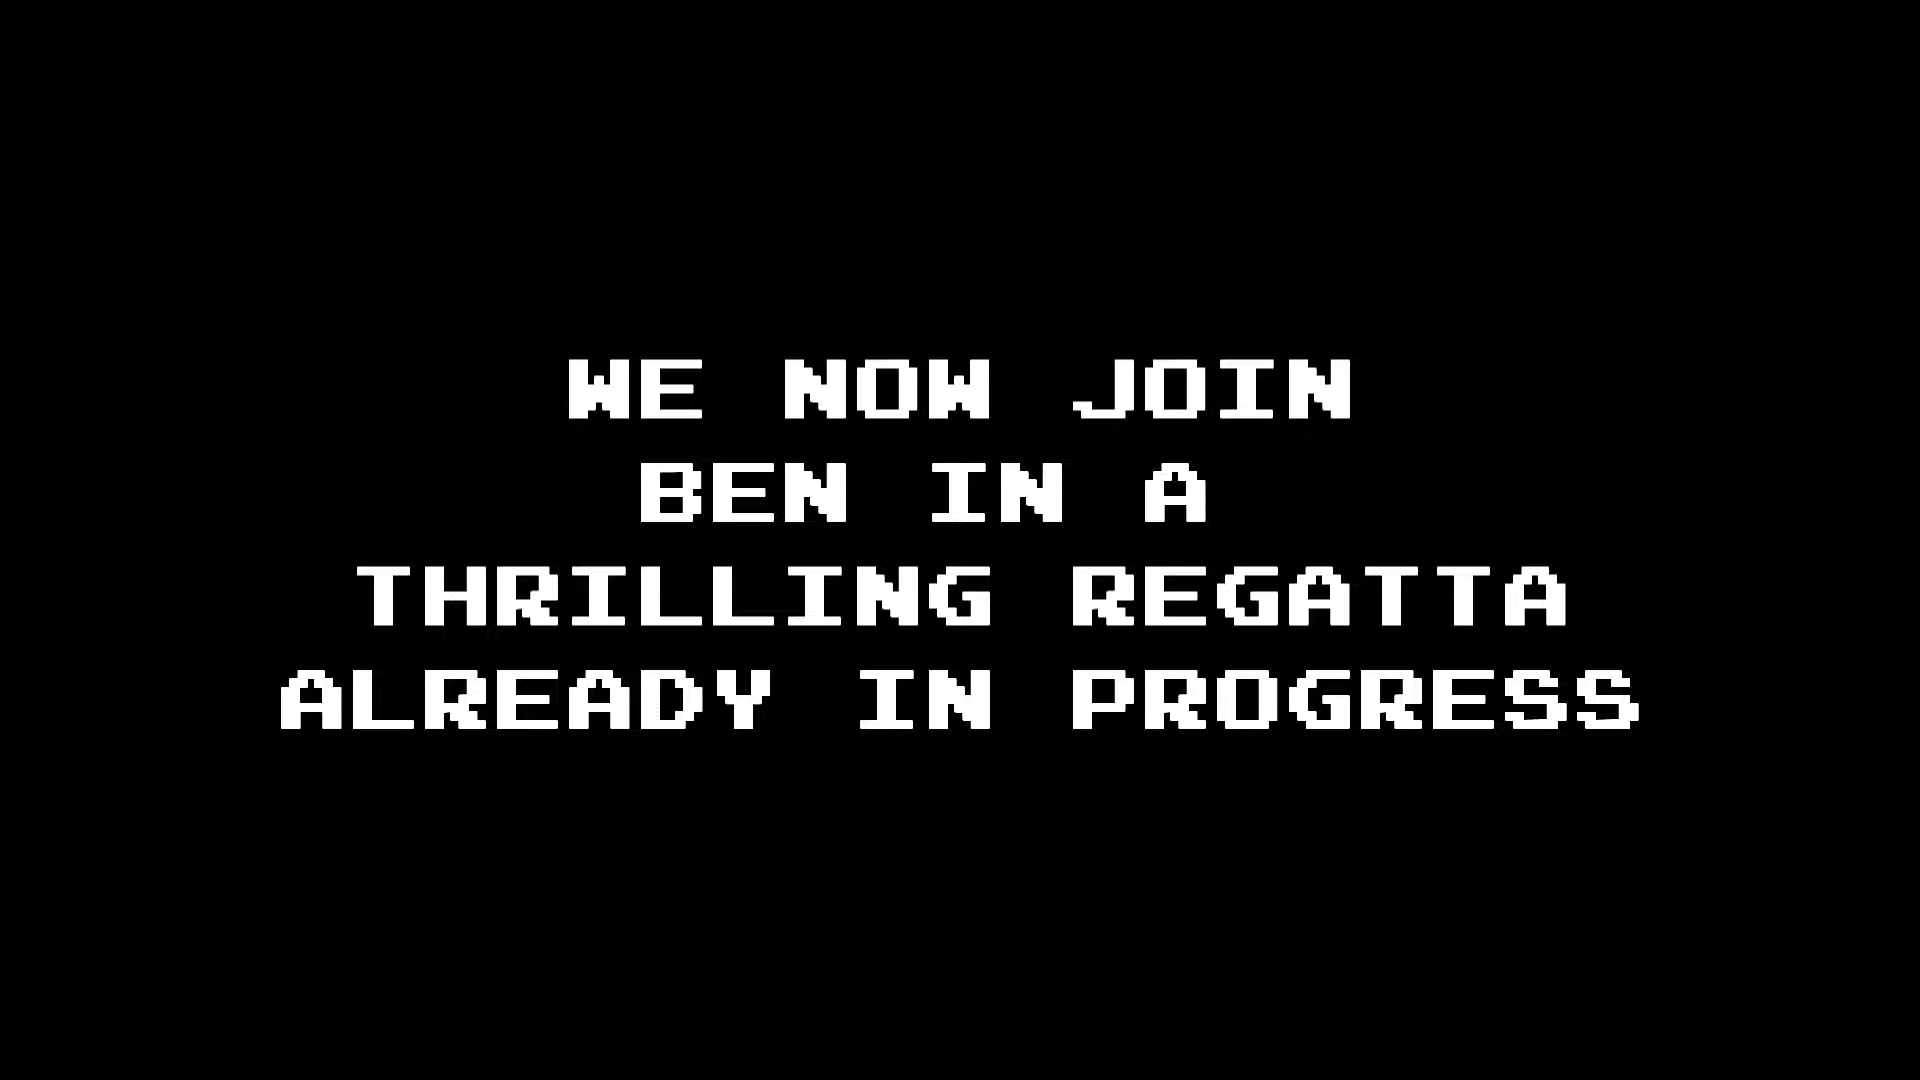 WE NOW JOIN
BEN IN A
THRILLING REGATTA
ALREADY IN PROGRESS